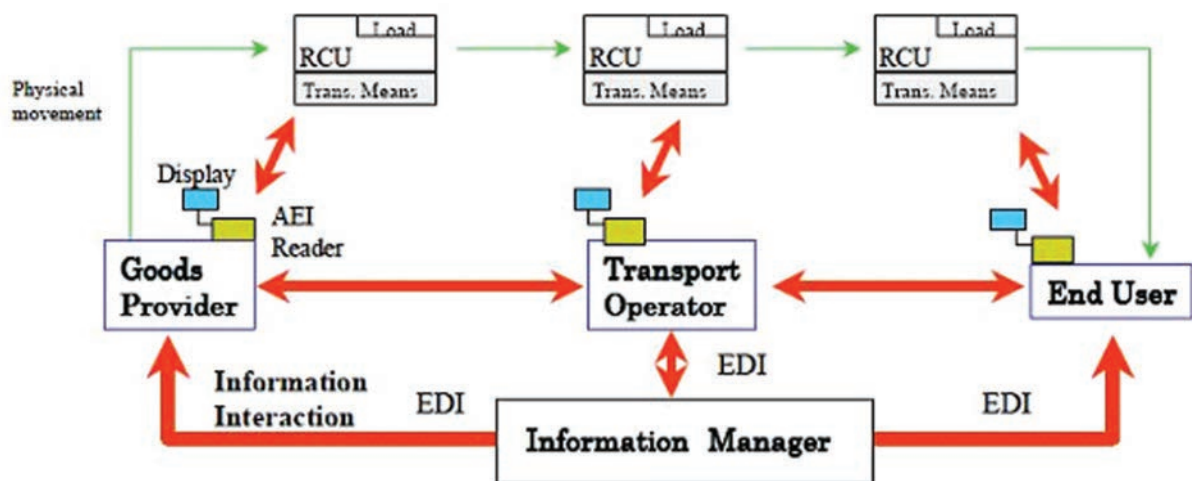 Load
RCU
Trans. Means
Load
RCU
Trans. Means
Load
RCU
Trans. Means
Physical
movement
Display
AEI
Reader
Goods
Provider
Transport
Operator
End User
Information
Interaction
EDI
EDI
EDI
Information Manager